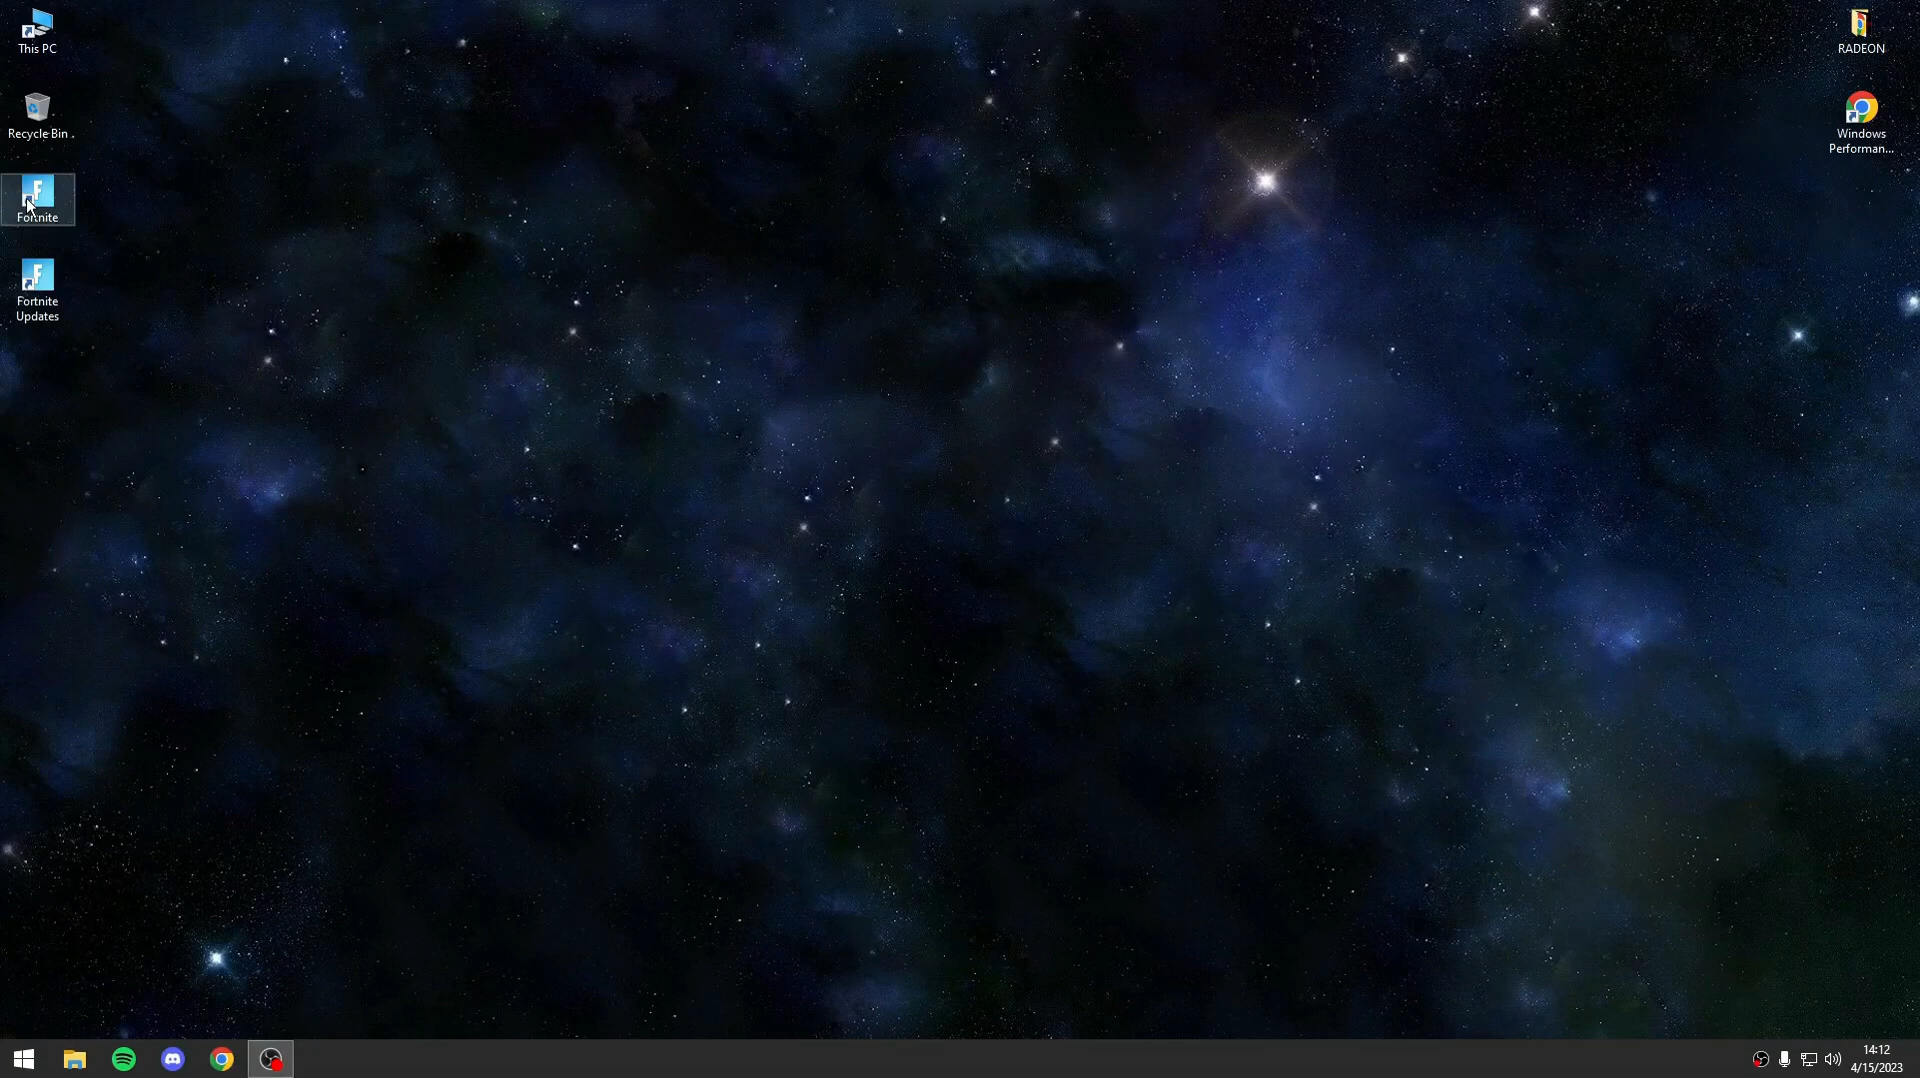 This PC
Recycle Bin .
Fortnite
Fortnite
Updates
RADEON
Windows
Performan...
14:12
4/15/2023